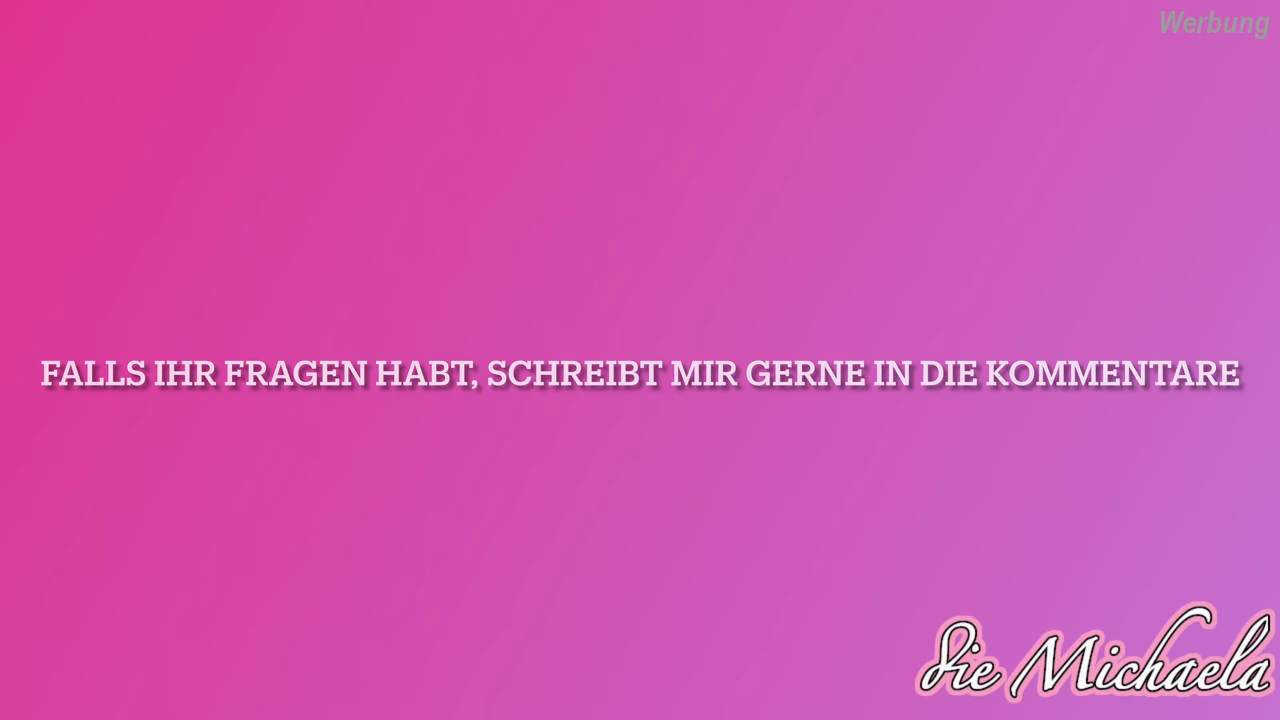 Werbung
FALLS IHR FRAGEN HABT, SCHREIBT MIR GERNE IN DIE KOMMENTARE
die Michaela